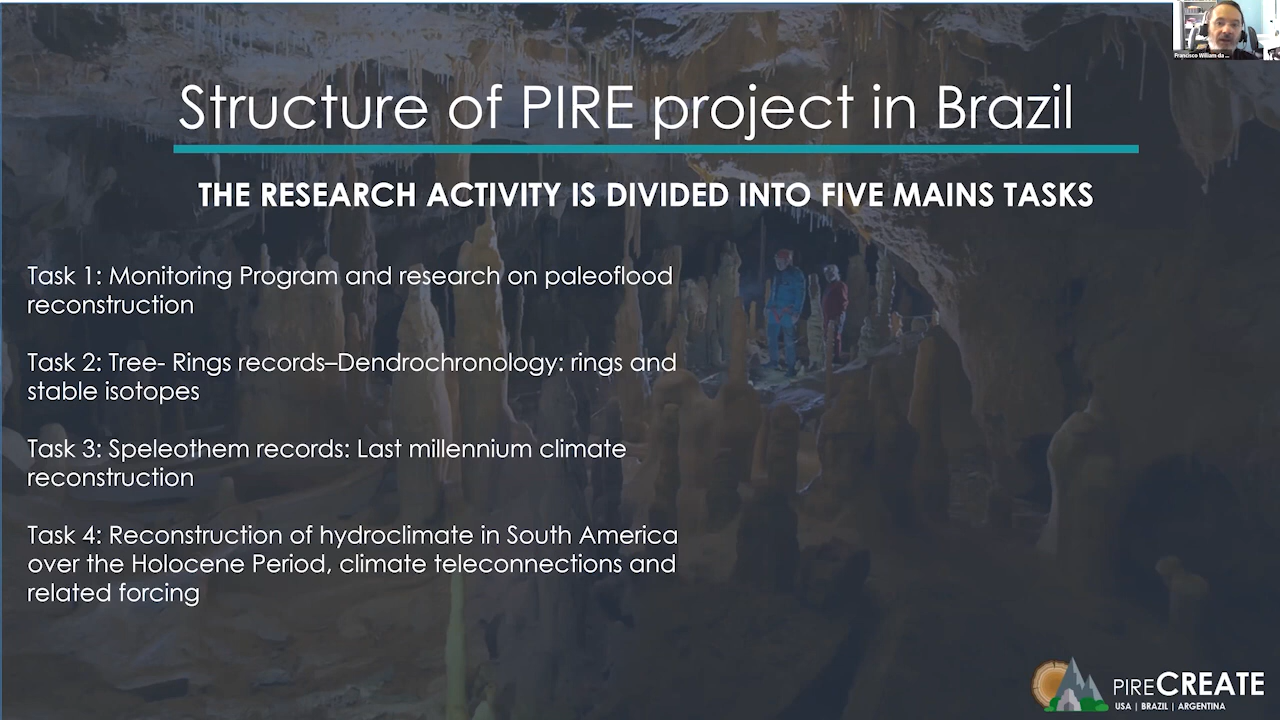 Francisco William da ...
Structure of PIRE project in Brazil
THE RESEARCH ACTIVITY IS DIVIDED INTO FIVE MAINS TASKS
Task 1: Monitoring Program and research on paleoflood
reconstruction
Task 2: Tree- Rings records–Dendrochronology: rings and
stable isotopes
Task 3: Speleothem records: Last millennium climate
reconstruction
Task 4: Reconstruction of hydroclimate in South America
over the Holocene Period, climate teleconnections and
related forcing
PIRECREATE
USA | BRAZIL | ARGENTINA